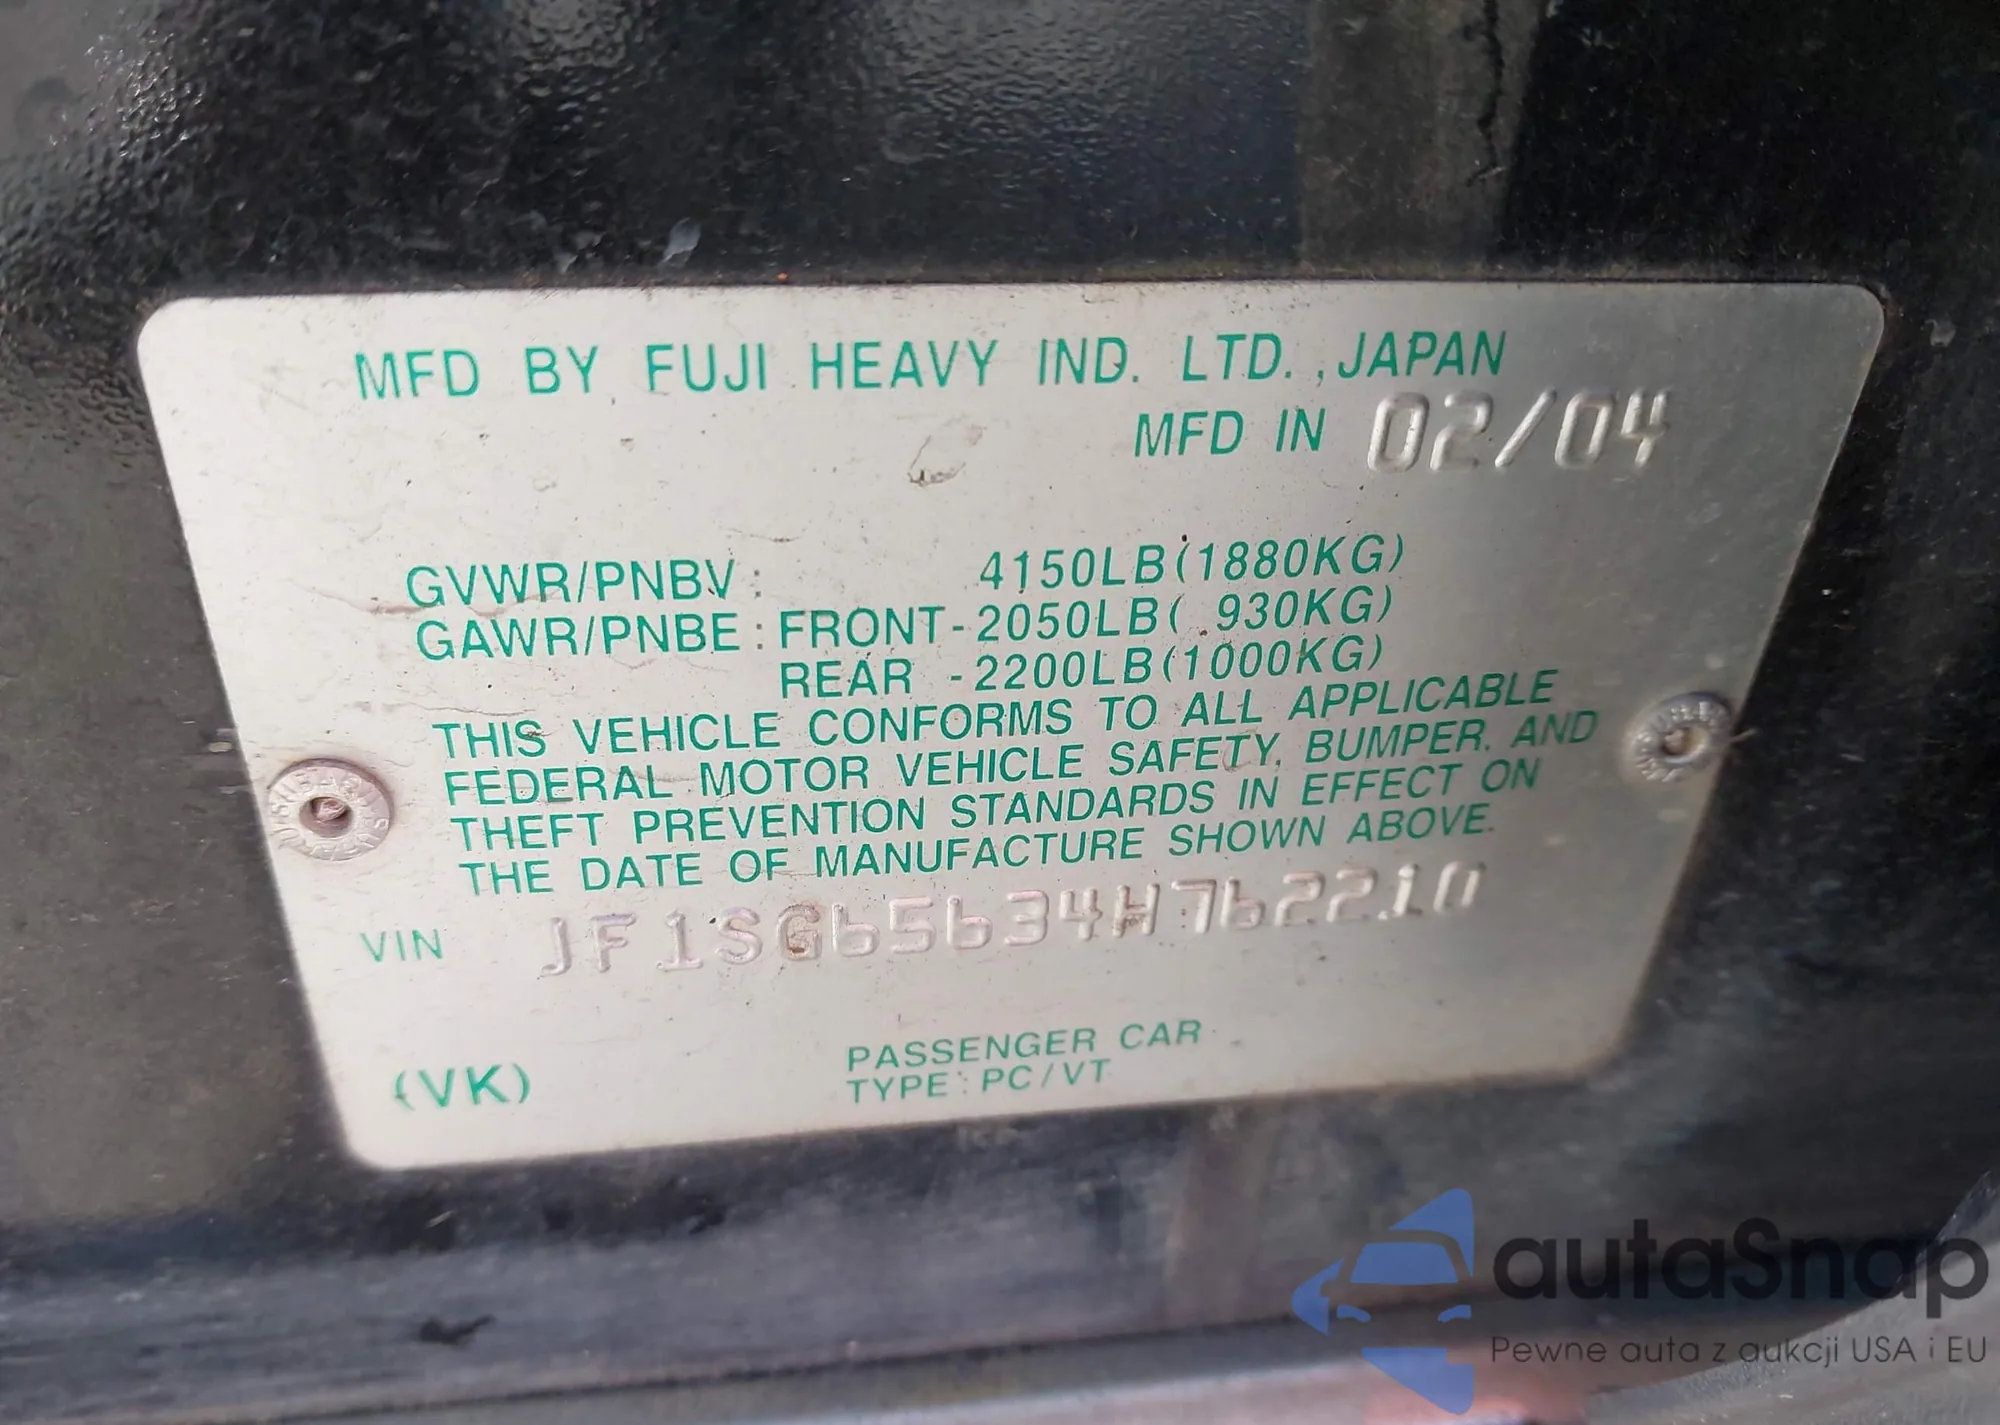 MFD BY FUJI HEAVY IND. LTD., JAPAN
MFD IN 02/04
GVWR/PNBV: 4150LB(1880KG)
GAWR/PNBE: FRONT-2050LB( 930KG)
REAR -2200LB(1000KG)
THIS VEHICLE CONFORMS TO ALL APPLICABLE
FEDERAL MOTOR VEHICLE SAFETY, BUMPER, AND
THEFT PREVENTION STANDARDS IN EFFECT ON
THE DATE OF MANUFACTURE SHOWN ABOVE.
VIN JF1SG65634H762210
(VK)
PASSENGER CAR
TYPE: PC/VT
autaSnap
Pewne auta z aukcji USA i EU